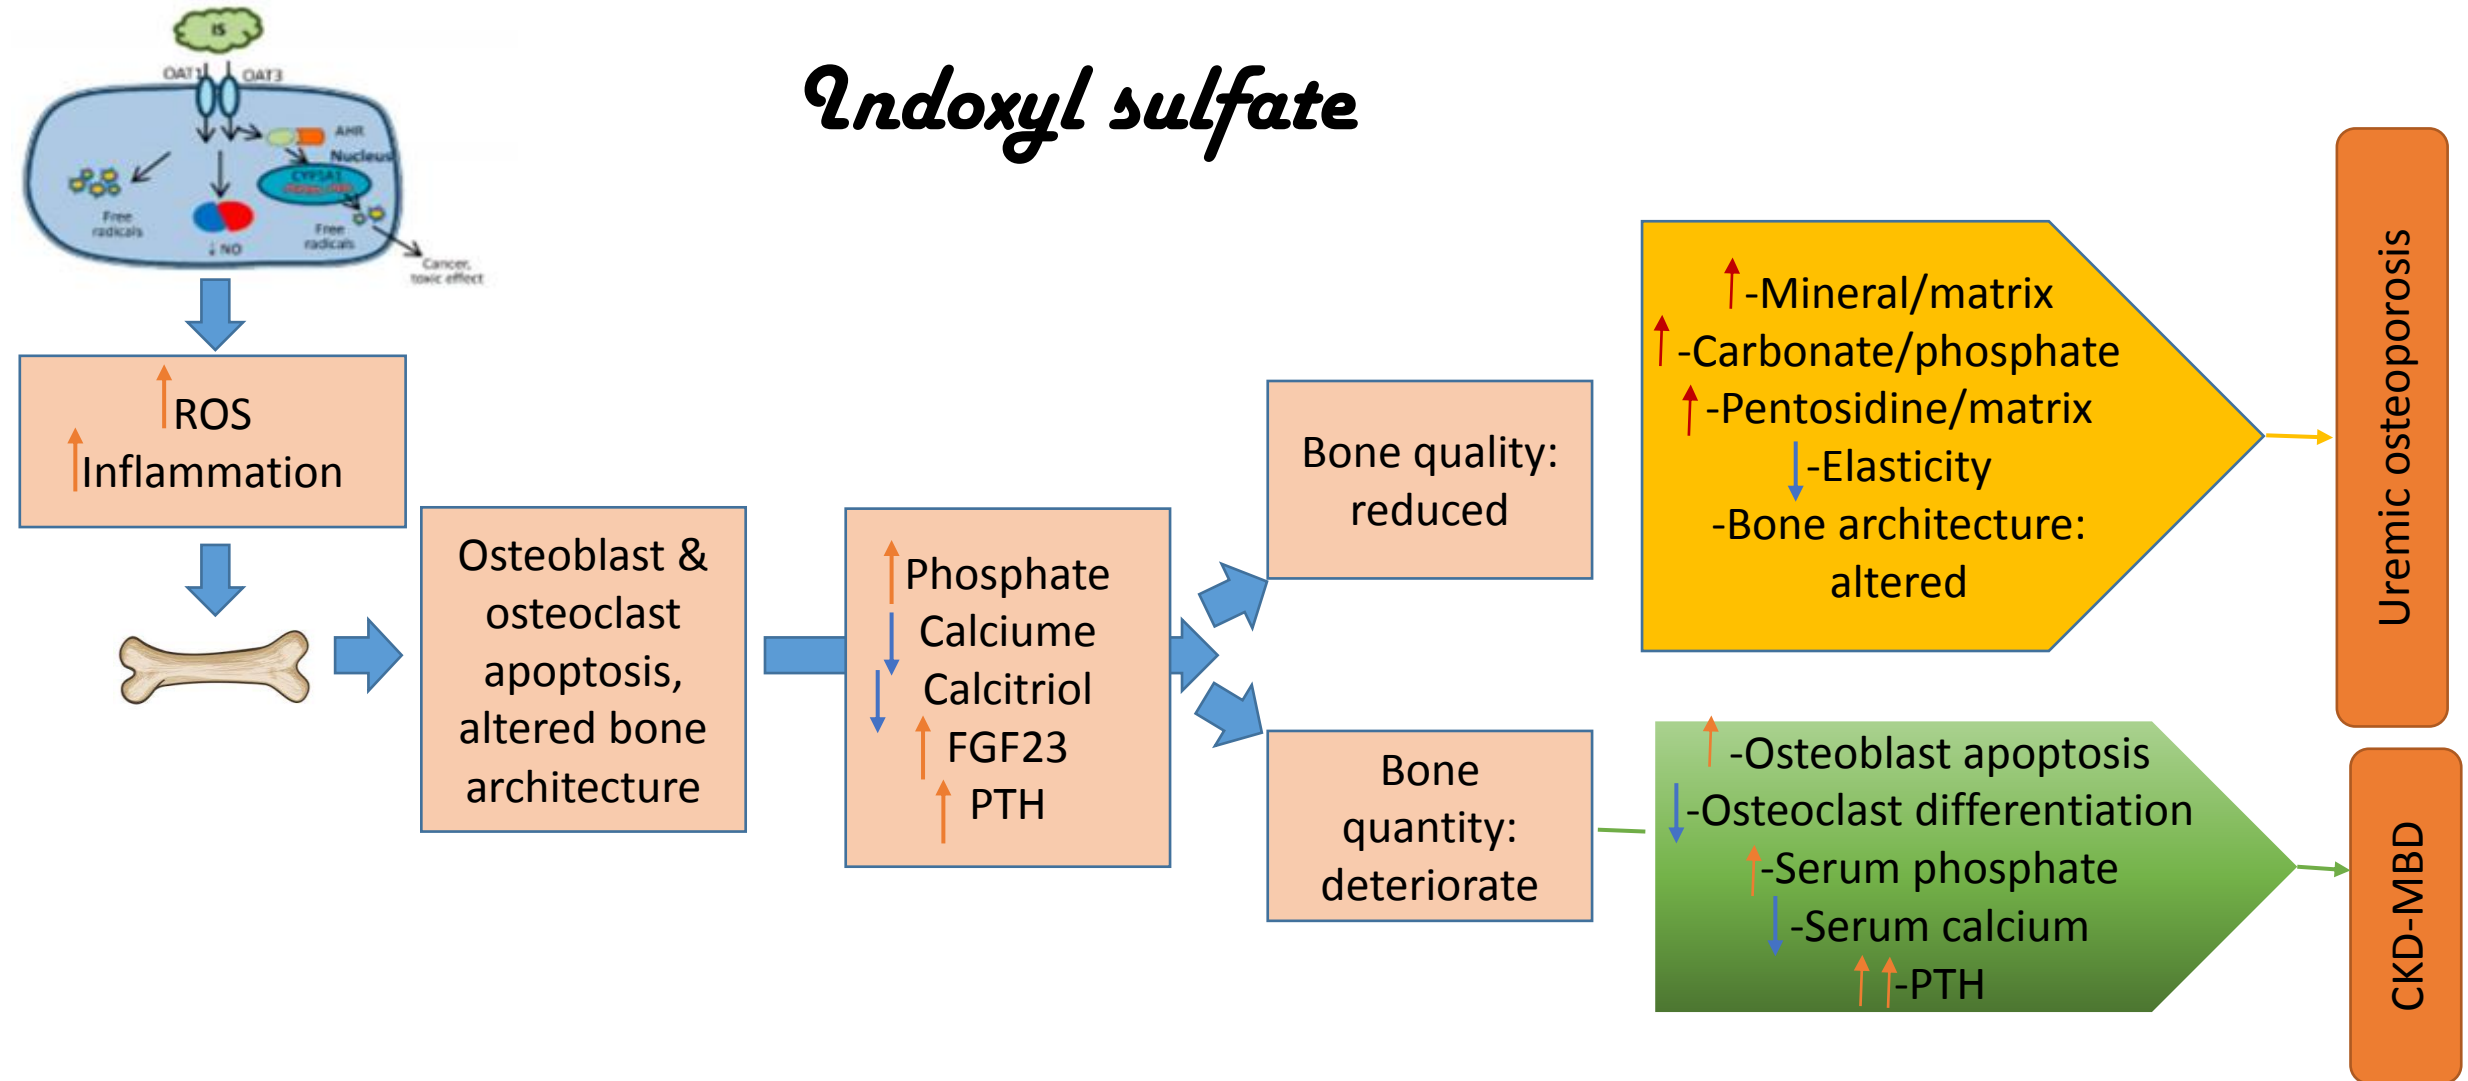 Indoxyl sulfate
IS
OAT1
OAT3
AHR
Nucleus
CYP1A1
Free
radicals
↓ NO
Free
radicals
Cancer,
toxic effect
ROS
Inflammation
Osteoblast &
osteoclast
apoptosis,
altered bone
architecture
Phosphate
Calciume
Calcitriol
FGF23
PTH
Bone quality:
reduced
Bone
quantity:
deteriorate
-Mineral/matrix
-Carbonate/phosphate
-Pentosidine/matrix
-Elasticity
-Bone architecture:
altered
-Osteoblast apoptosis
-Osteoclast differentiation
-Serum phosphate
-Serum calcium
-PTH
Uremic osteoporosis
CKD-MBD